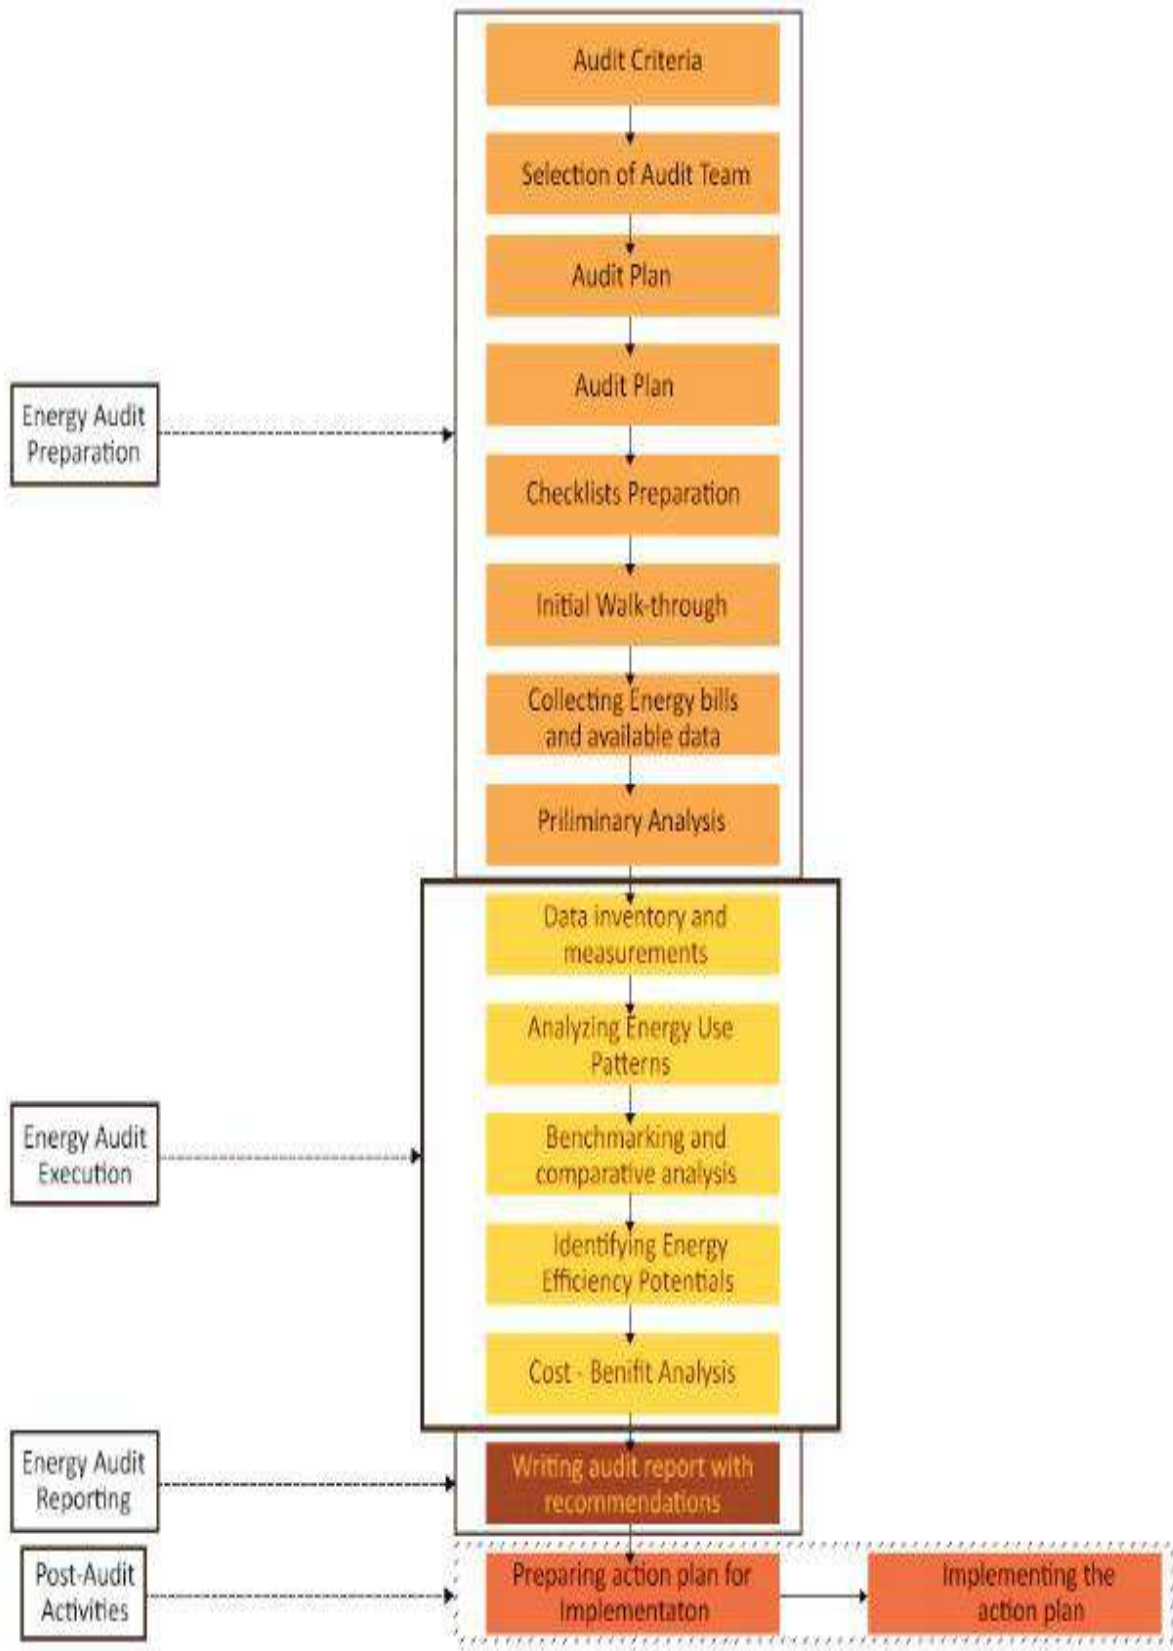 Audit Criteria
Selection of Audit Team
Audit Plan
Audit Plan
Energy Audit
Preparation
Checklists Preparation
Initial Walk-through
Collecting Energy bills
and available data
Priliminary Analysis
Data inventory and
measurements
Analyzing Energy Use
Patterns
Energy Audit
Execution
Benchmarking and
comparative analysis
Identifying Energy
Efficiency Potentials
Cost - Benifit Analysis
Energy Audit
Reporting
Writing audit report with
recommendations
Post-Audit
Activities
Preparing action plan for
Implementaton
Implementing the
action plan